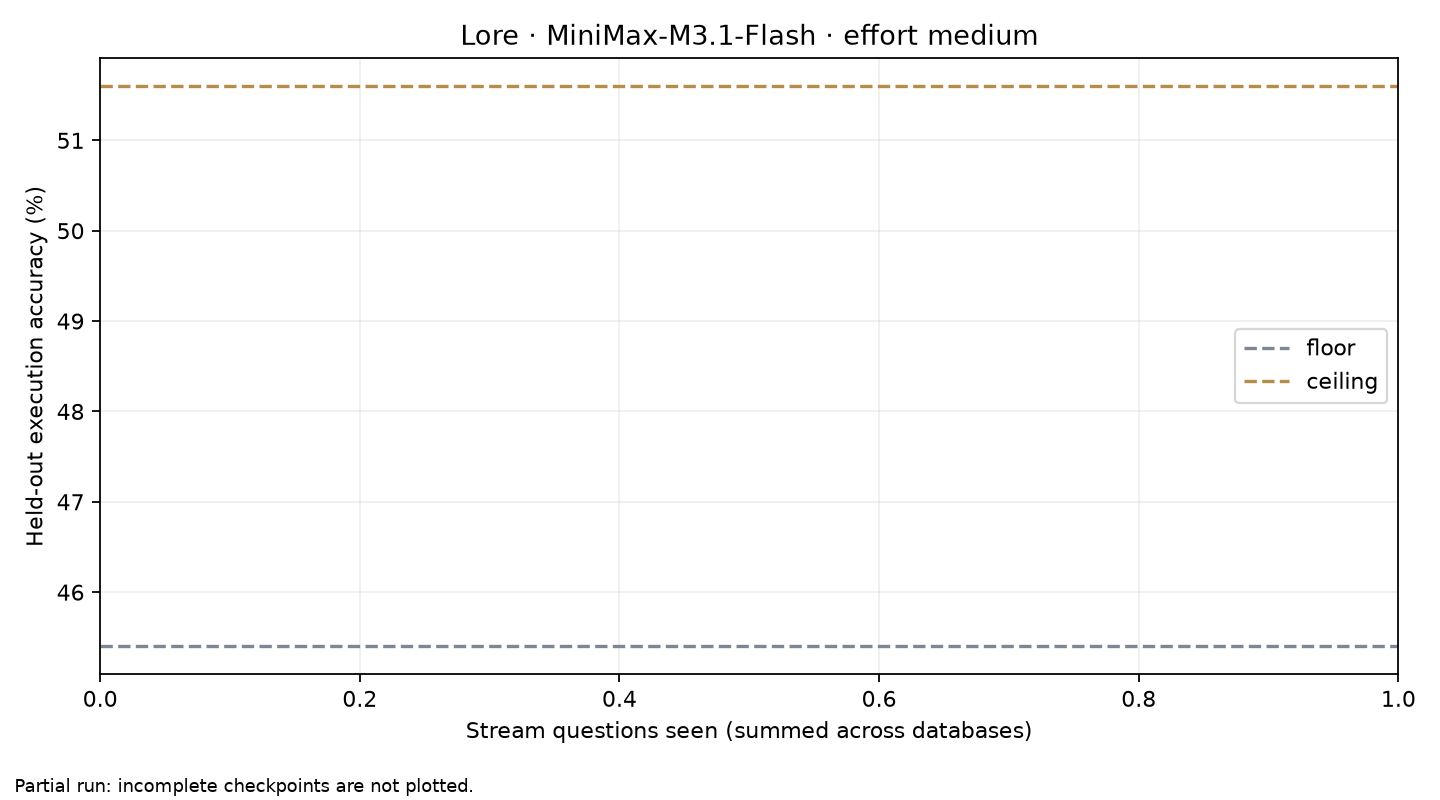 Lore · MiniMax-M3.1-Flash · effort medium
Held-out execution accuracy (%)
51
50
49
48
47
46
floor
ceiling
0.0 0.2 0.4 0.6 0.8 1.0
Stream questions seen (summed across databases)
Partial run: incomplete checkpoints are not plotted.